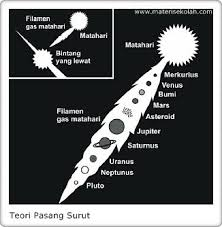 www.materisekolah.com
Filamen
gas matahari
Matahari
Bintang
yang lewat
Matahari
Filamen
gas matahari
Merkurius
Venus
Bumi
Mars
Asteroid
Jupiter
Saturnus
Uranus
Neptunus
Pluto
Teori Pasang Surut